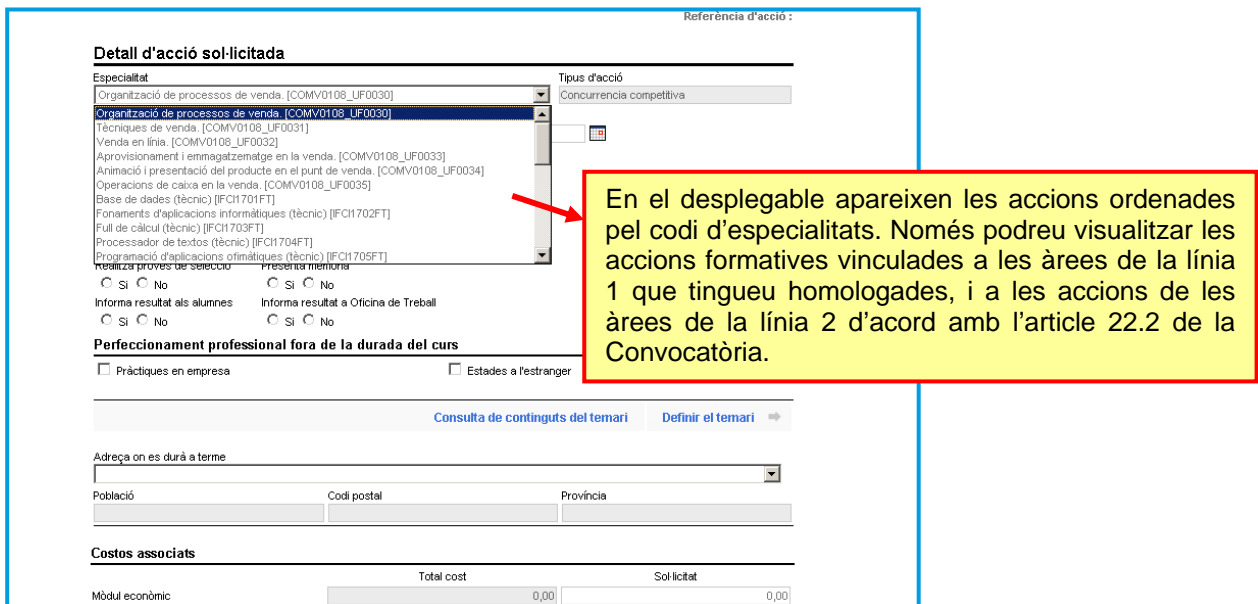 Referència d'acció :
Detall d'acció sol·licitada
Especialitat Tipus d'acció
Organització de processos de venda. [COMV0108_UF0030] Concurrencia competitiva
Organització de processos de venda. [COMV0108_UF0030]
Tècniques de venda. [COMV0108_UF0031]
Venda en línia. [COMV0108_UF0032]
Aprovisionament i emmagatzematge en la venda. [COMV0108_UF0033]
Animació i presentació del producte en el punt de venda. [COMV0108_UF0034]
Operacions de caixa en la venda. [COMV0108_UF0035]
Base de dades (tècnic) [IFCI1701FT]
Fonaments d'aplicacions informàtiques (tècnic) [IFCI1702FT]
Full de càlcul (tècnic) [IFCI1703FT]
Processador de textos (tècnic) [IFCI1704FT]
Programació d'aplicacions ofimàtiques (tècnic) [IFCI1705FT]
En el desplegable apareixen les accions ordenades
pel codi d'especialitats. Només podreu visualitzar les
accions formatives vinculades a les àrees de la línia
1 que tingueu homologades, i a les accions de les
àrees de la línia 2 d'acord amb l'article 22.2 de la
Convocatòria.
Realitza proves de selecció Presenta memòria
Si No Si No
Informa resultat als alumnes Informa resultat a Oficina de Treball
Si No Si No
Perfeccionament professional fora de la durada del curs
Pràctiques en empresa Estades a l'estranger
Consulta de continguts del temari Definir el temari
Adreça on es durà a terme
Població Codi postal Província
Costos associats
Total cost Sol·licitat
Mòdul econòmic 0,00 0,00